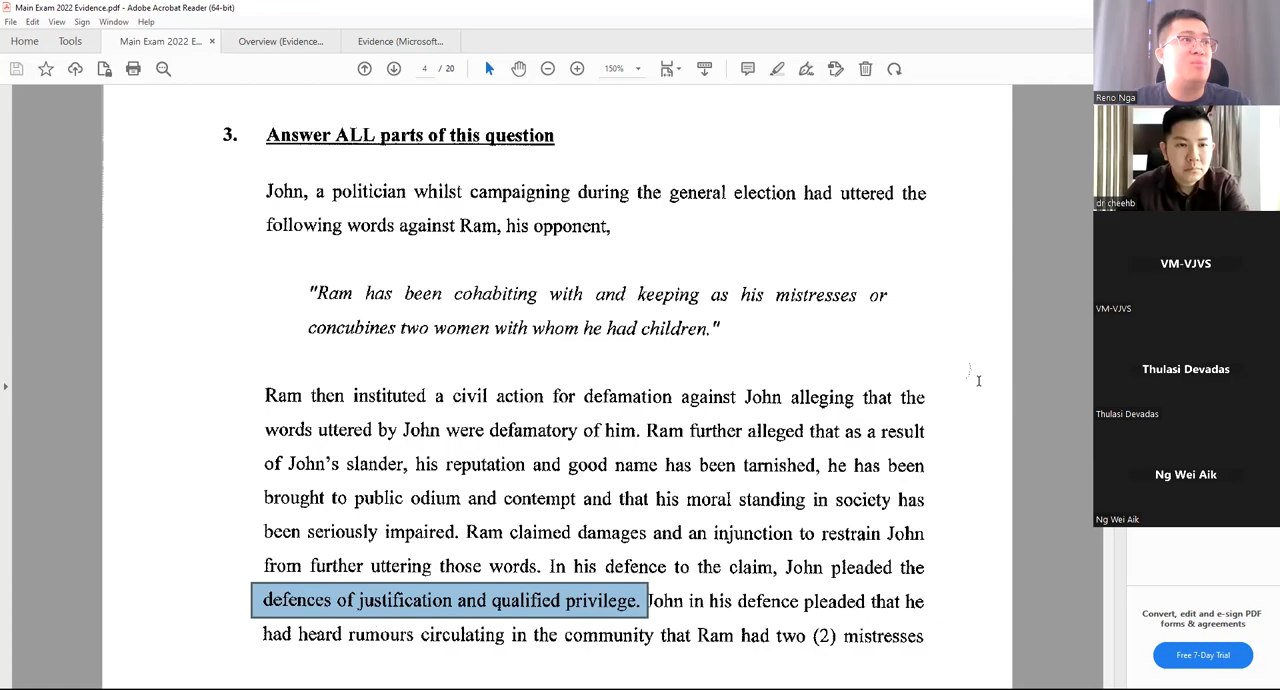 Main Exam 2022 Evidence.pdf - Adobe Acrobat Reader (64-bit)
File Edit View Sign Window Help
Home Tools Main Exam 2022 E... × Overview (Evidence... Evidence (Microsoft...
4 / 20 150%
3. Answer ALL parts of this question
John, a politician whilst campaigning during the general election had uttered the
following words against Ram, his opponent,
"Ram has been cohabiting with and keeping as his mistresses or
concubines two women with whom he had children."
Ram then instituted a civil action for defamation against John alleging that the
words uttered by John were defamatory of him. Ram further alleged that as a result
of John's slander, his reputation and good name has been tarnished, he has been
brought to public odium and contempt and that his moral standing in society has
been seriously impaired. Ram claimed damages and an injunction to restrain John
from further uttering those words. In his defence to the claim, John pleaded the
defences of justification and qualified privilege. John in his defence pleaded that he
had heard rumours circulating in the community that Ram had two (2) mistresses
Reno Nga
dr cheehb
VM-VJVS
VM-VJVS
Thulasi Devadas
Thulasi Devadas
Ng Wei Aik
Ng Wei Aik
Convert, edit and e-sign PDF
forms & agreements
Free 7-Day Trial